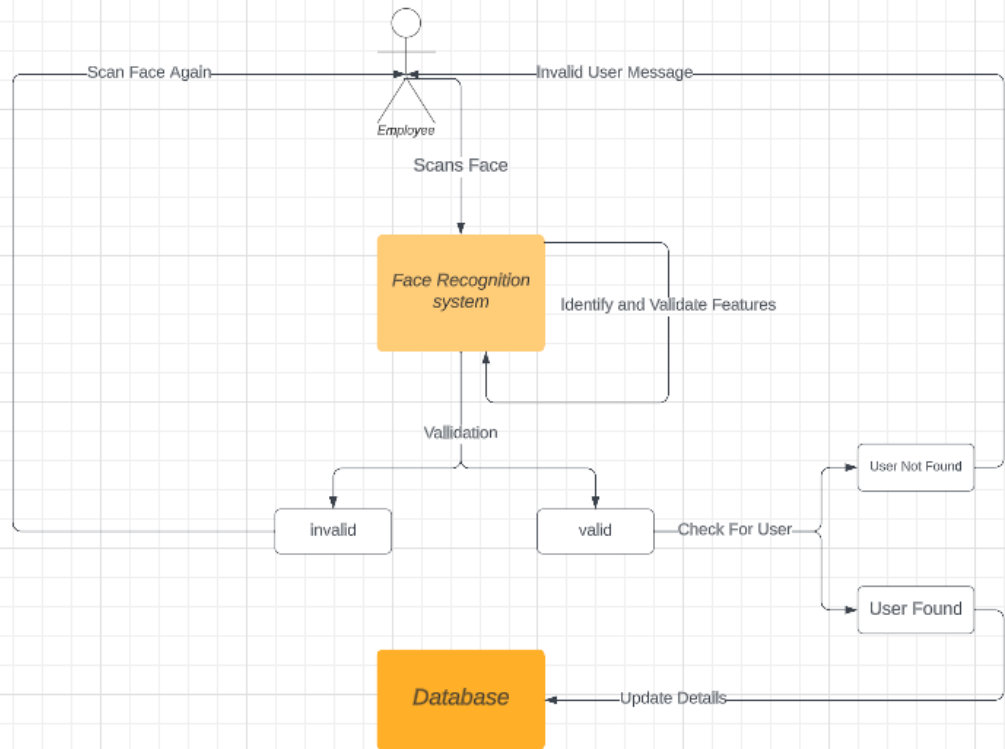 Scan Face Again
Invalid User Message
Employee
Scans Face
Face Recognition
system
Identify and Validate Features
Vallidation
User Not Found
invalid
valid
Check For User
User Found
Database
Update Details